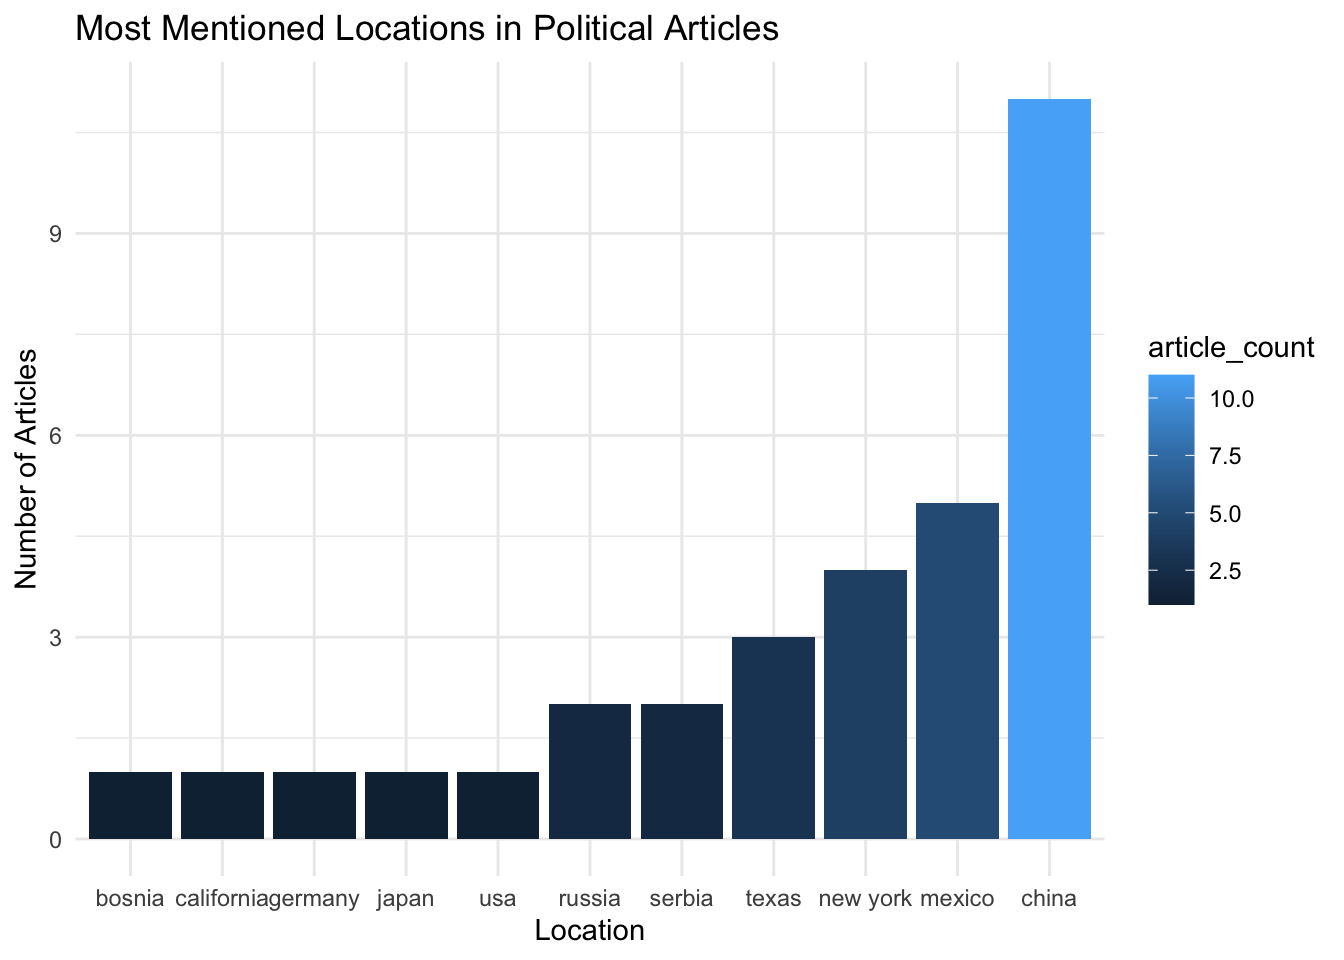 Most Mentioned Locations in Political Articles
Number of Articles
9
6
3
0
bosnia california germany japan usa russia serbia texas new york mexico china
Location
article_count
10.0
7.5
5.0
2.5